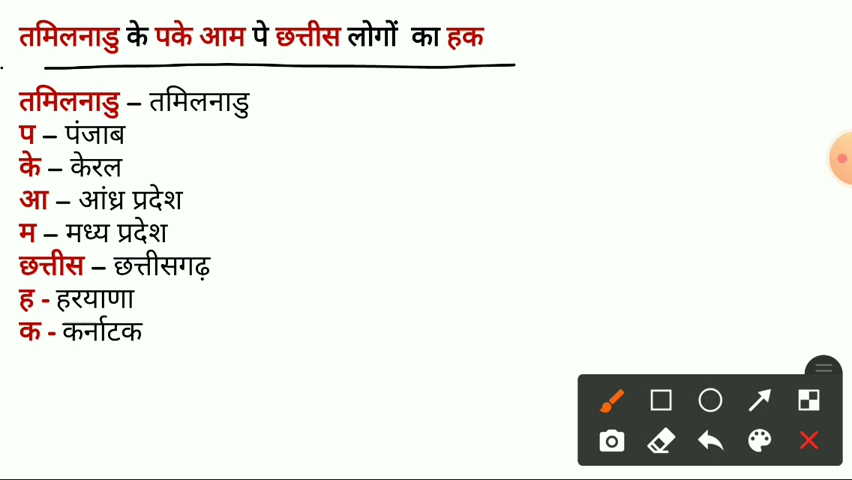 तमिलनाडु के पके आम पे छत्तीस लोगों का हक
तमिलनाडु – तमिलनाडु
प – पंजाब
के – केरल
आ – आंध्र प्रदेश
म – मध्य प्रदेश
छत्तीस – छत्तीसगढ़
ह - हरयाणा
क - कर्नाटक